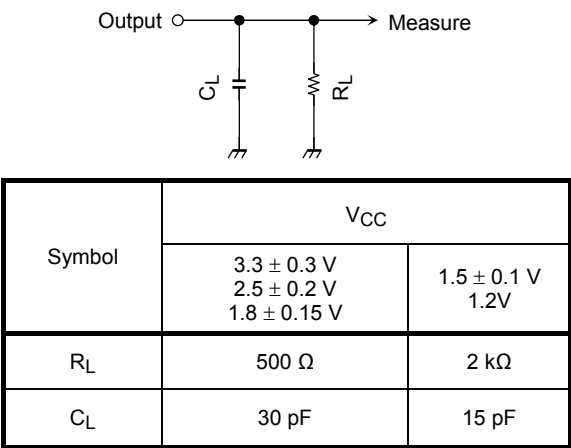 Output Measure
CL RL
Symbol VCC
3.3 ± 0.3 V
2.5 ± 0.2 V
1.8 ± 0.15 V
1.5 ± 0.1 V
1.2V
RL 500 Ω 2 kΩ
CL 30 pF 15 pF